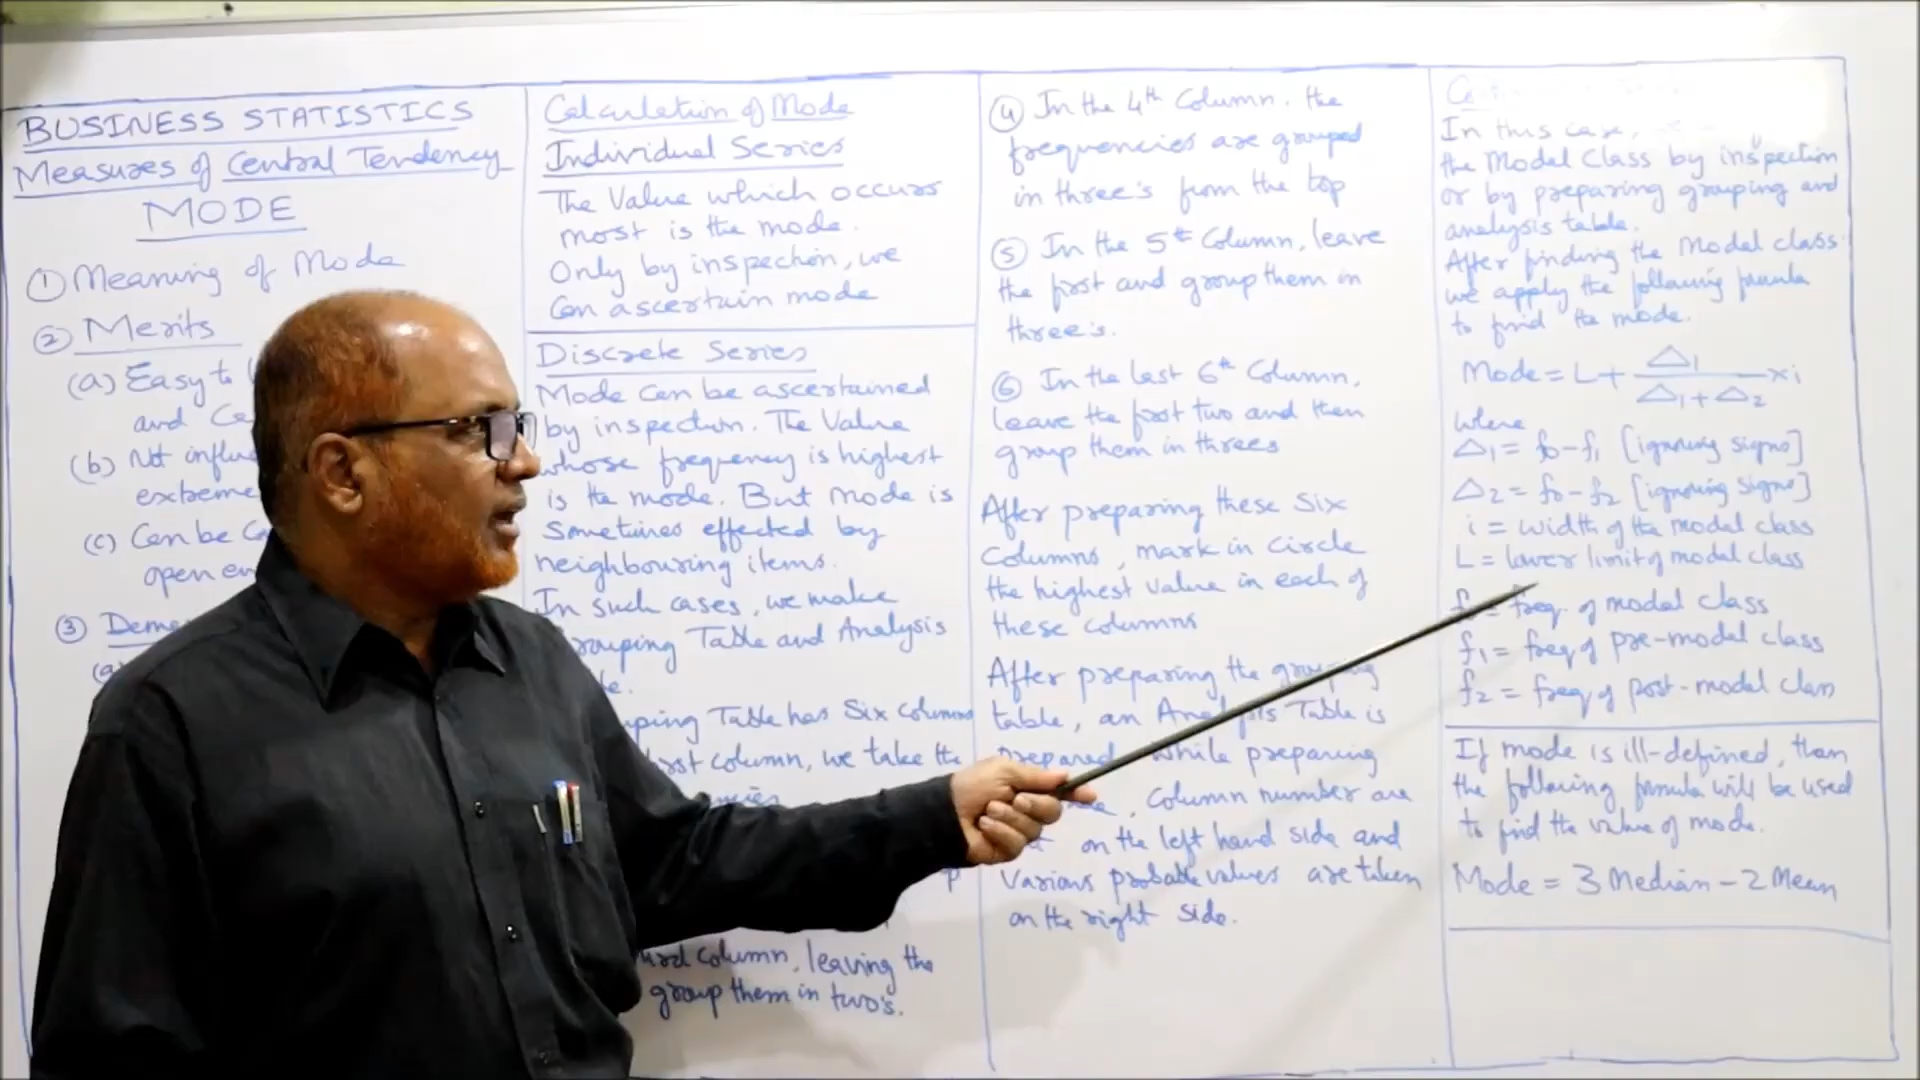 BUSINESS STATISTICS
Measures of Central Tendency
MODE
① Meaning of Mode
② Merits
(a) Easy to
and
(b) Not
extreme
(c) Can be
open
③
Calculation of Mode
Individual Series
The Value which occurs
most is the mode.
Only by inspection, we
Can ascertain mode
Discrete Series
Mode can be ascertained
by inspection. The Value
whose frequency is highest
is the mode. But mode is
Sometimes effected by
neighbouring items.
In such cases, we make
Table and Analysis
Table has Six Columns
column, we take the
column, leaving the
group them in two's.
④ In the 4th Column, the
frequencies are grouped
in three's from the top
⑤ In the 5th Column, leave
the first and group them in
three's.
⑥ In the last 6th Column,
leave the first two and then
group them in threes
After preparing these Six
Columns, mark in circle
the highest value in each of
these columns
After preparing the grouping
table, an Analysis Table is
prepared while preparing
, Column number are
on the left hand side and
Various probable values are taken
on the right side.
In this case,
the Modal Class by inspection
or by preparing grouping and
analysis table.
After finding the Modal class
we apply the following formula
to find the mode.
Mode = L + △1 / △1 + △2 × i
where
△1 = f0 - f1 [ignoring signs]
△2 = f0 - f2 [ignoring signs]
i = width of the modal class
L = lower limit of modal class
= freq. of modal class
f1 = freq of pre-modal class
f2 = freq of post-modal class
If mode is ill-defined, than
the following formula will be used
to find the value of mode.
Mode = 3 Median - 2 Mean